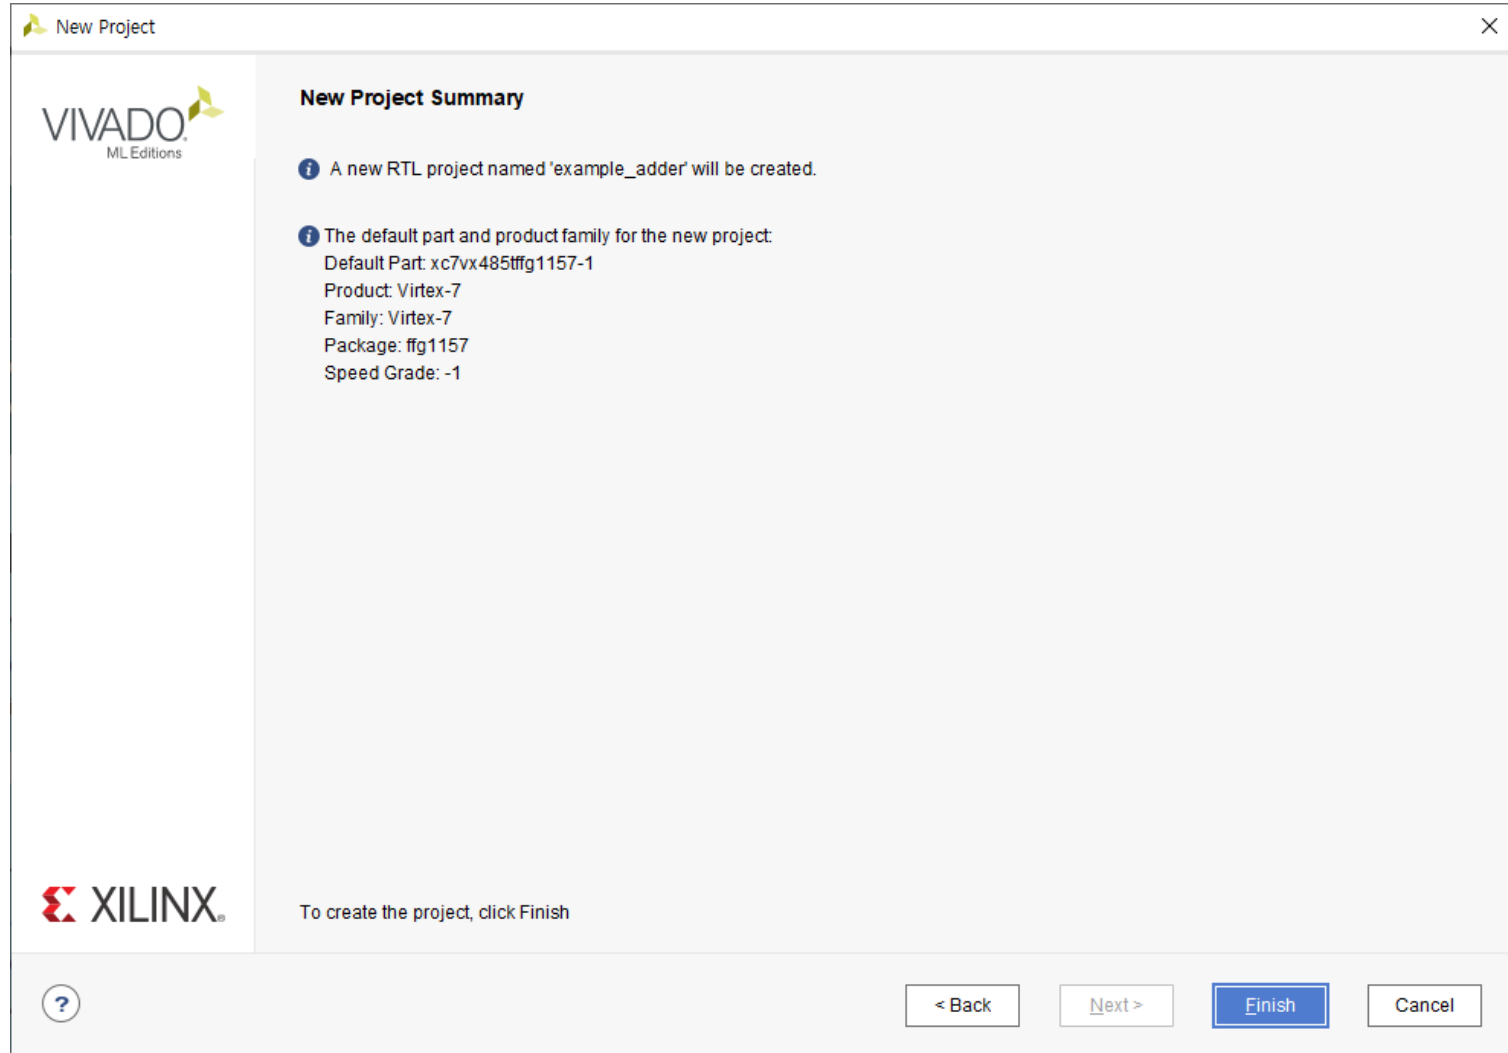 New Project
VIVADO.
ML Editions
New Project Summary
i A new RTL project named 'example_adder' will be created.
i The default part and product family for the new project:
Default Part: xc7vx485tffg1157-1
Product: Virtex-7
Family: Virtex-7
Package: ffg1157
Speed Grade: -1
XILINX®
To create the project, click Finish
?
< Back
Next >
Finish
Cancel